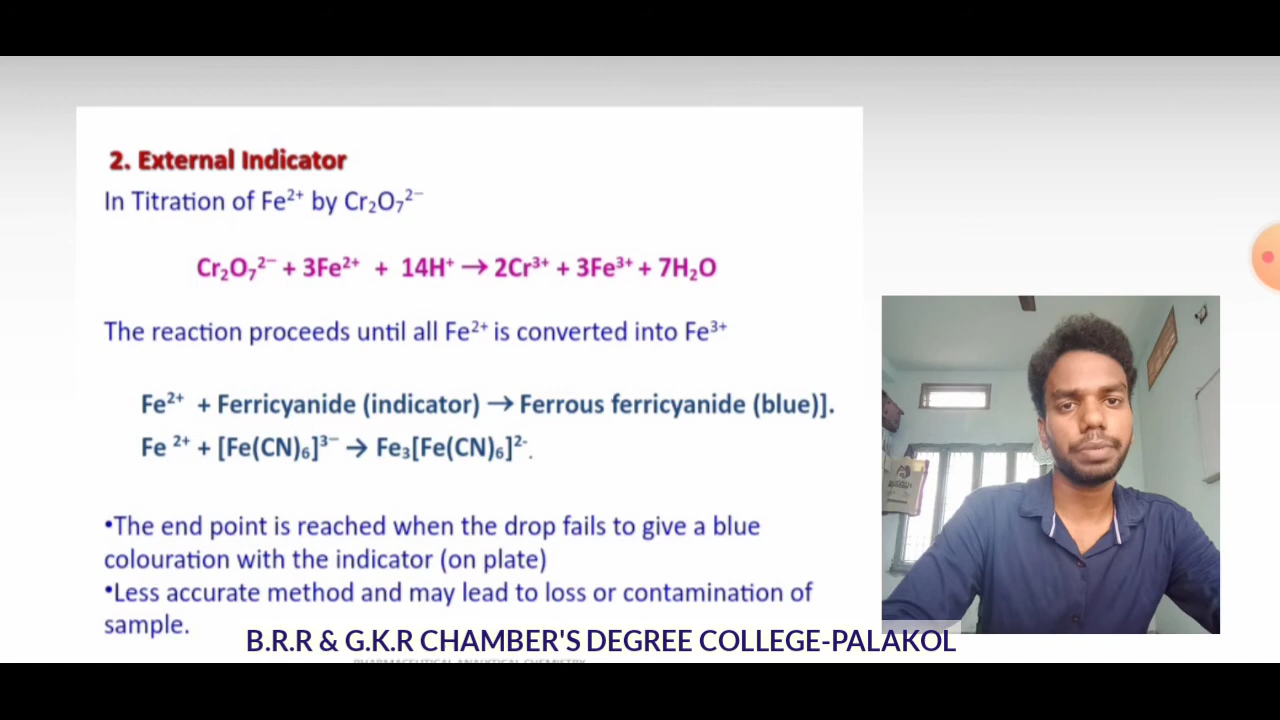 2. External Indicator
In Titration of Fe²⁺ by Cr₂O₇²⁻
Cr₂O₇²⁻ + 3Fe²⁺ + 14H⁺ → 2Cr³⁺ + 3Fe³⁺ + 7H₂O
The reaction proceeds until all Fe²⁺ is converted into Fe³⁺
Fe²⁺ + Ferricyanide (indicator) → Ferrous ferricyanide (blue)].
Fe ²⁺ + [Fe(CN)₆]³⁻ → Fe₃[Fe(CN)₆]²⁻.
•The end point is reached when the drop fails to give a blue
colouration with the indicator (on plate)
•Less accurate method and may lead to loss or contamination of
sample.
B.R.R & G.K.R CHAMBER'S DEGREE COLLEGE-PALAKOL